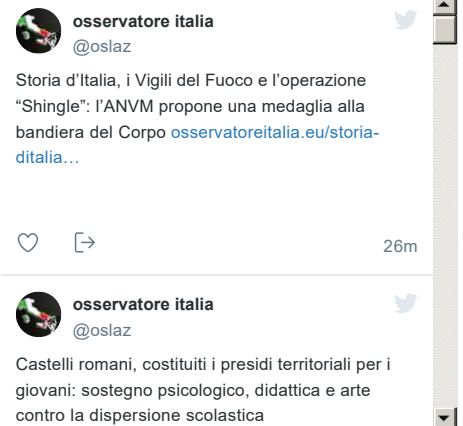 osservatore italia
@oslaz
Storia d’Italia, i Vigili del Fuoco e l’operazione
“Shingle”: l’ANVM propone una medaglia alla
bandiera del Corpo osservatoreitalia.eu/storia-
ditalia…
26m
osservatore italia
@oslaz
Castelli romani, costituiti i presidi territoriali per i
giovani: sostegno psicologico, didattica e arte
contro la dispersione scolastica